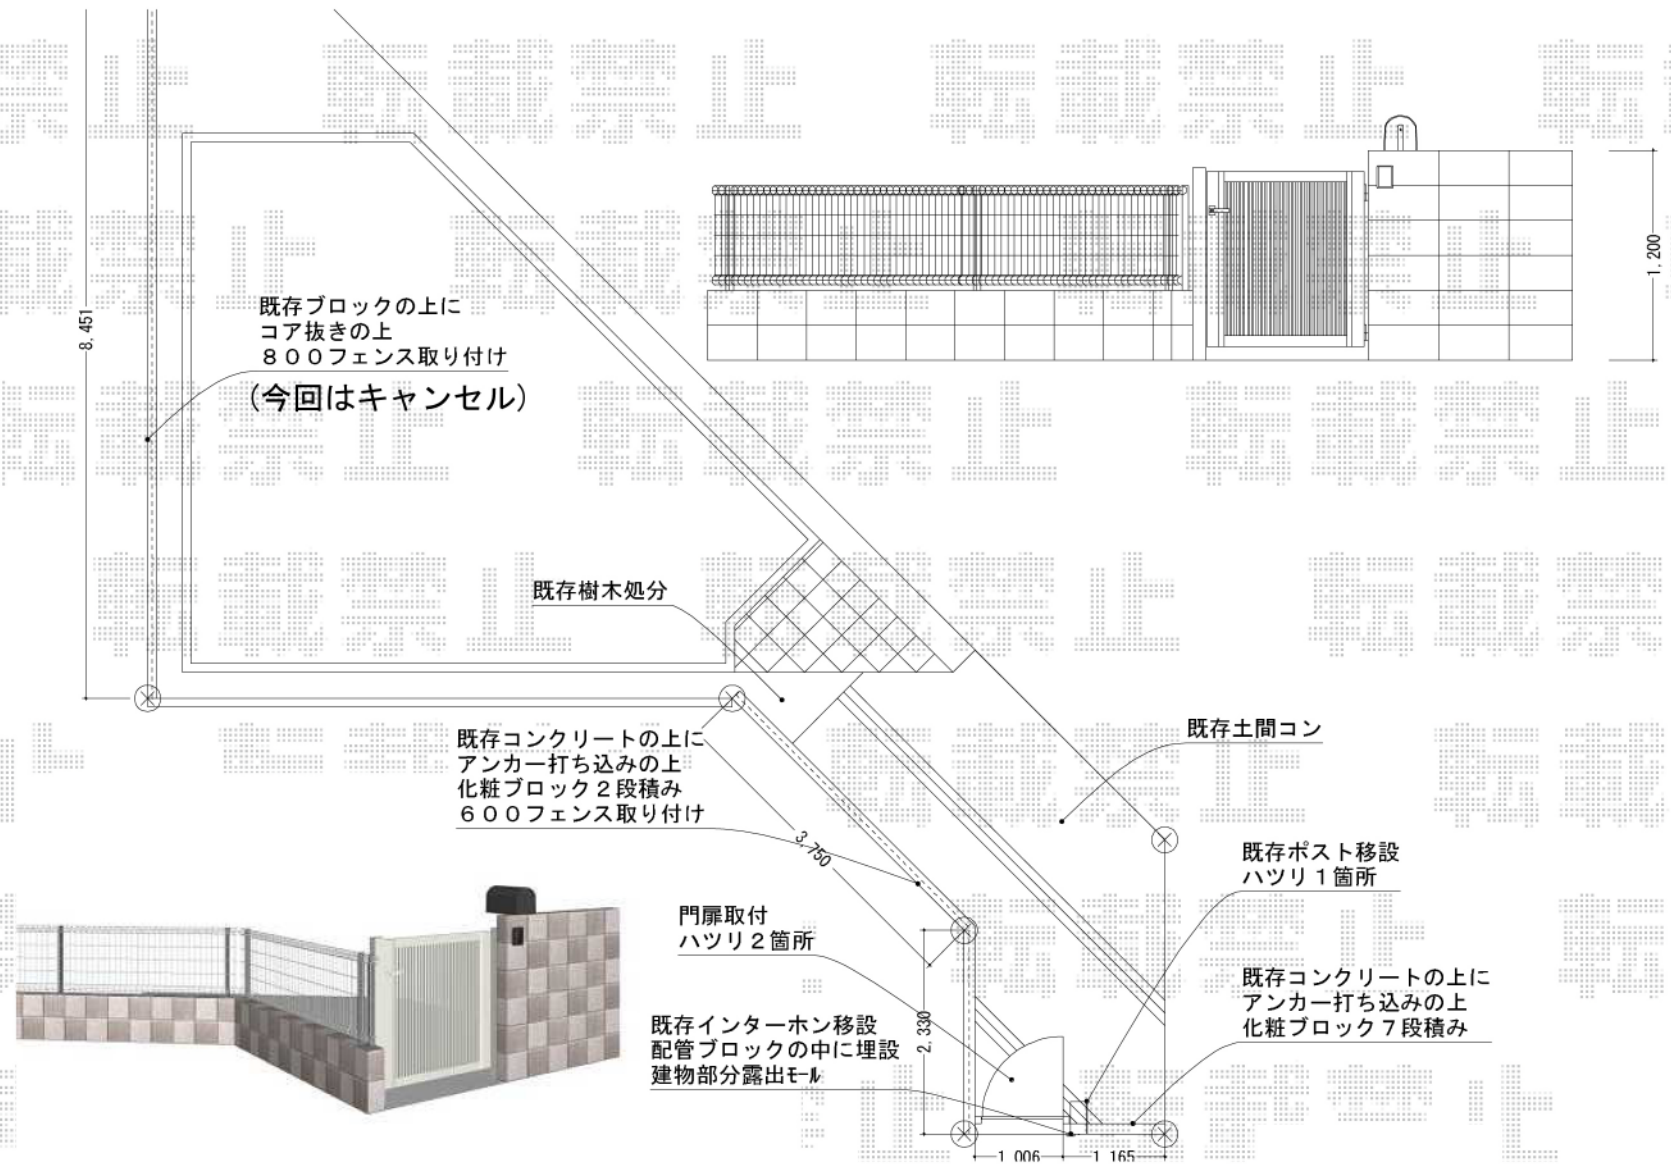 転載禁止
8,451
既存ブロックの上に
コア抜きの上
800フェンス取り付け
(今回はキャンセル)
1,200
既存樹木処分
既存コンクリートの上に
アンカー打ち込みの上
化粧ブロック2段積み
600フェンス取り付け
3,750
既存土間コン
既存ポスト移設
ハツリ1箇所
門扉取付
ハツリ2箇所
既存コンクリートの上に
アンカー打ち込みの上
化粧ブロック7段積み
既存インターホン移設
配管ブロックの中に埋設
建物部分露出モール
2,330
1,006
1,165